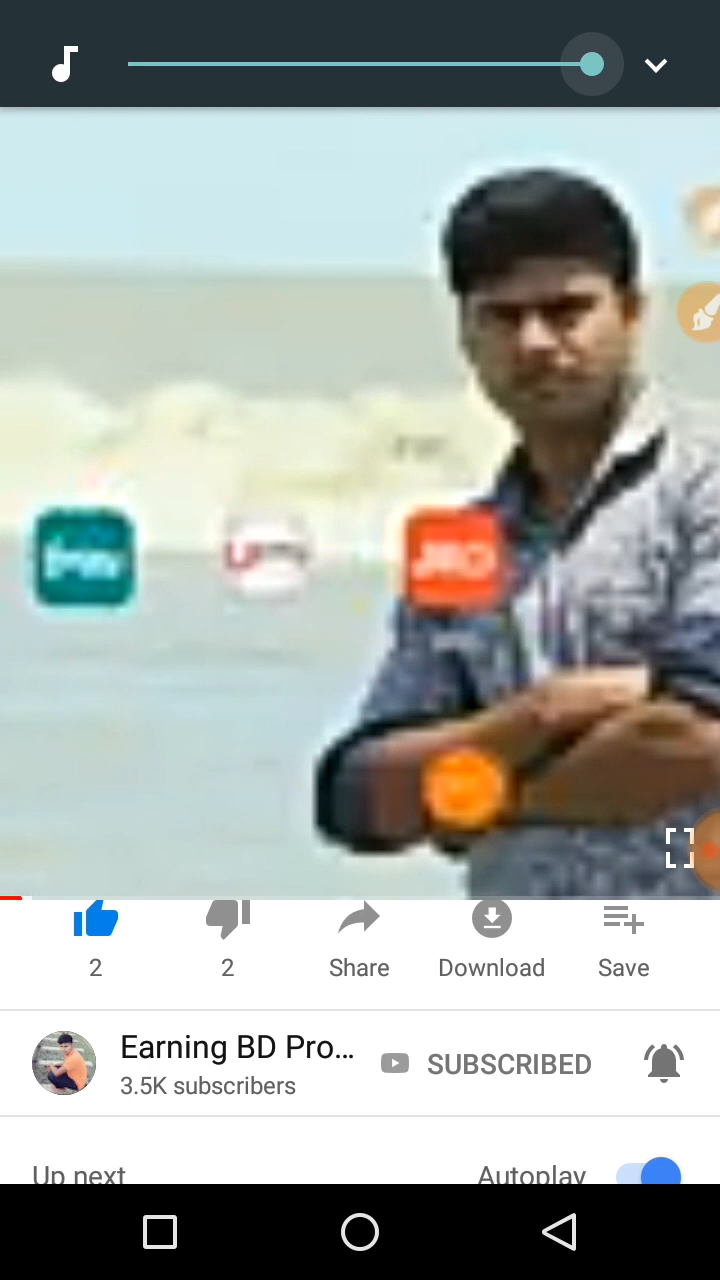 2
2
Share
Download
Save
Earning BD Pro...
SUBSCRIBED
3.5K subscribers
Up next
Autoplay